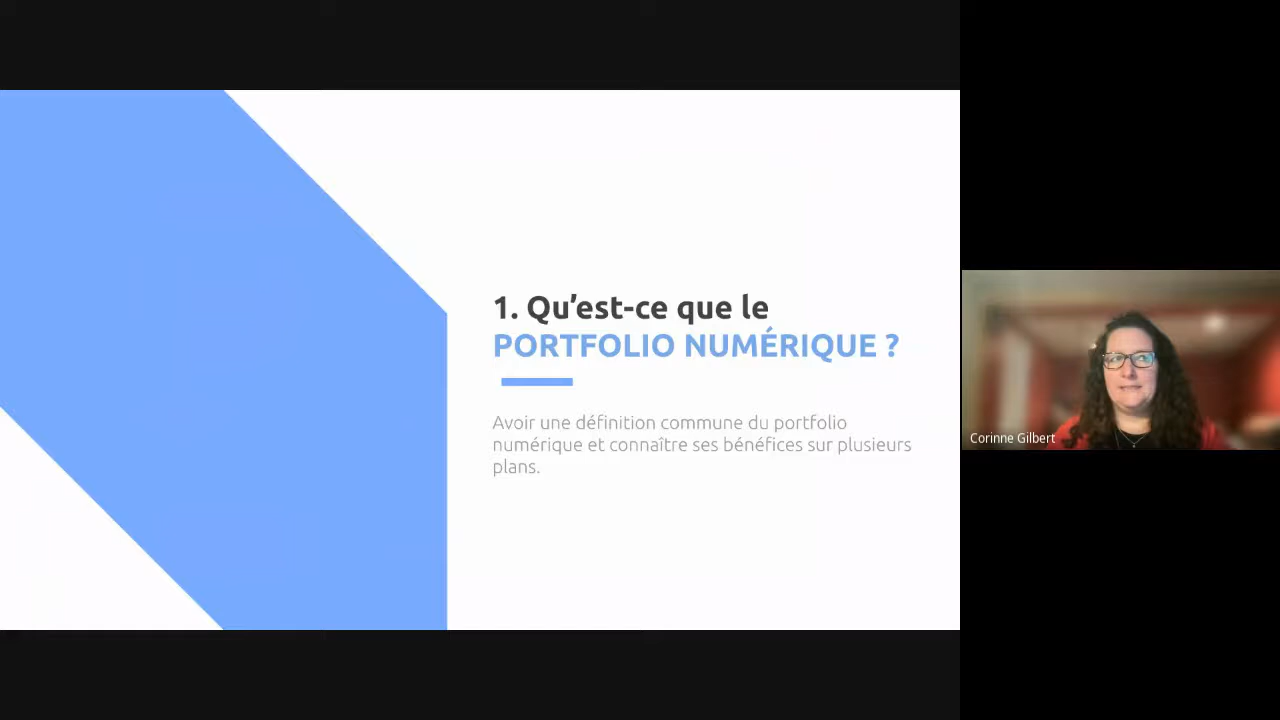 1. Qu’est-ce que le
PORTFOLIO NUMÉRIQUE ?
Avoir une définition commune du portfolio
numérique et connaître ses bénéfices sur plusieurs
plans.
Corinne Gilbert